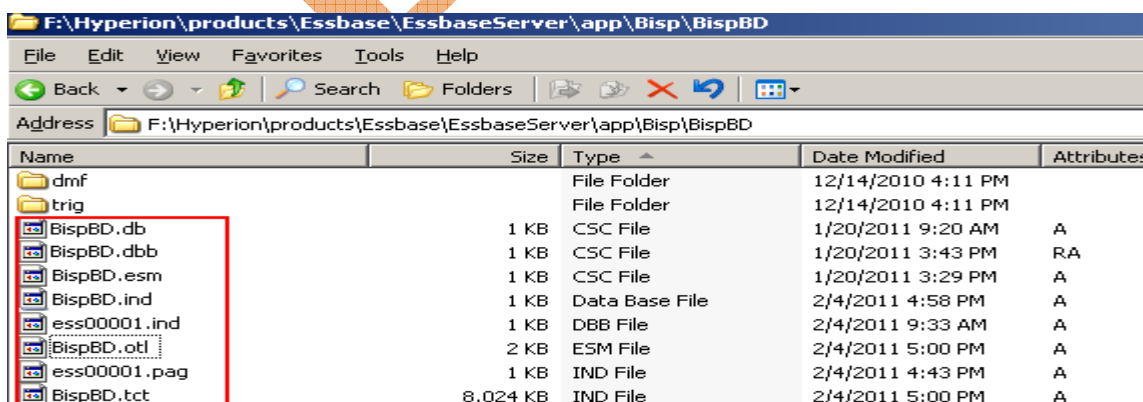 F:\Hyperion\products\Essbase\EssbaseServer\app\Bisp\BispBD
File Edit View Favorites Tools Help
Back Search Folders
Address F:\Hyperion\products\Essbase\EssbaseServer\app\Bisp\BispBD
Name Size Type Date Modified Attributes
dmf File Folder 12/14/2010 4:11 PM
trig File Folder 12/14/2010 4:11 PM
BispBD.db 1 KB CSC File 1/20/2011 9:20 AM A
BispBD.dbb 1 KB CSC File 1/20/2011 3:43 PM RA
BispBD.esm 1 KB CSC File 1/20/2011 3:29 PM A
BispBD.ind 1 KB Data Base File 2/4/2011 4:58 PM A
ess00001.ind 1 KB DBB File 2/4/2011 9:33 AM A
BispBD.otl 2 KB ESM File 2/4/2011 5:00 PM A
ess00001.pag 1 KB IND File 2/4/2011 4:43 PM A
BispBD.tct 8,024 KB IND File 2/4/2011 5:00 PM A